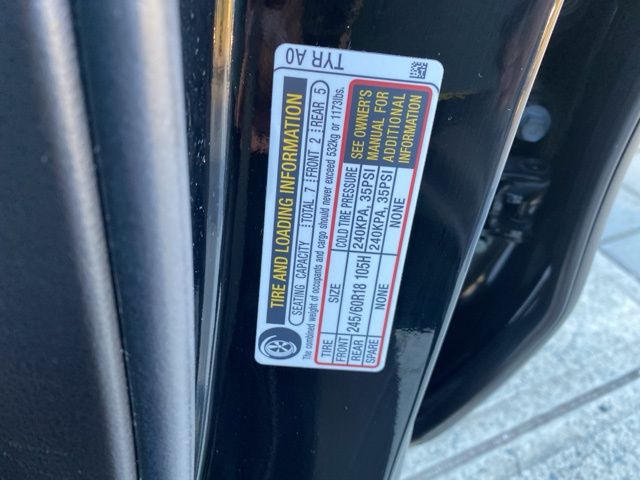 TYR A0
TIRE AND LOADING INFORMATION
SEATING CAPACITY TOTAL 7 FRONT 2 REAR 5
The combined weight of occupants and cargo should never exceed 532kg or 1173lbs.
TIRE SIZE COLD TIRE PRESSURE
FRONT 245/60R18 105H 240KPA, 35PSI
REAR 240KPA, 35PSI
SPARE NONE NONE
SEE OWNER'S
MANUAL FOR
ADDITIONAL
INFORMATION